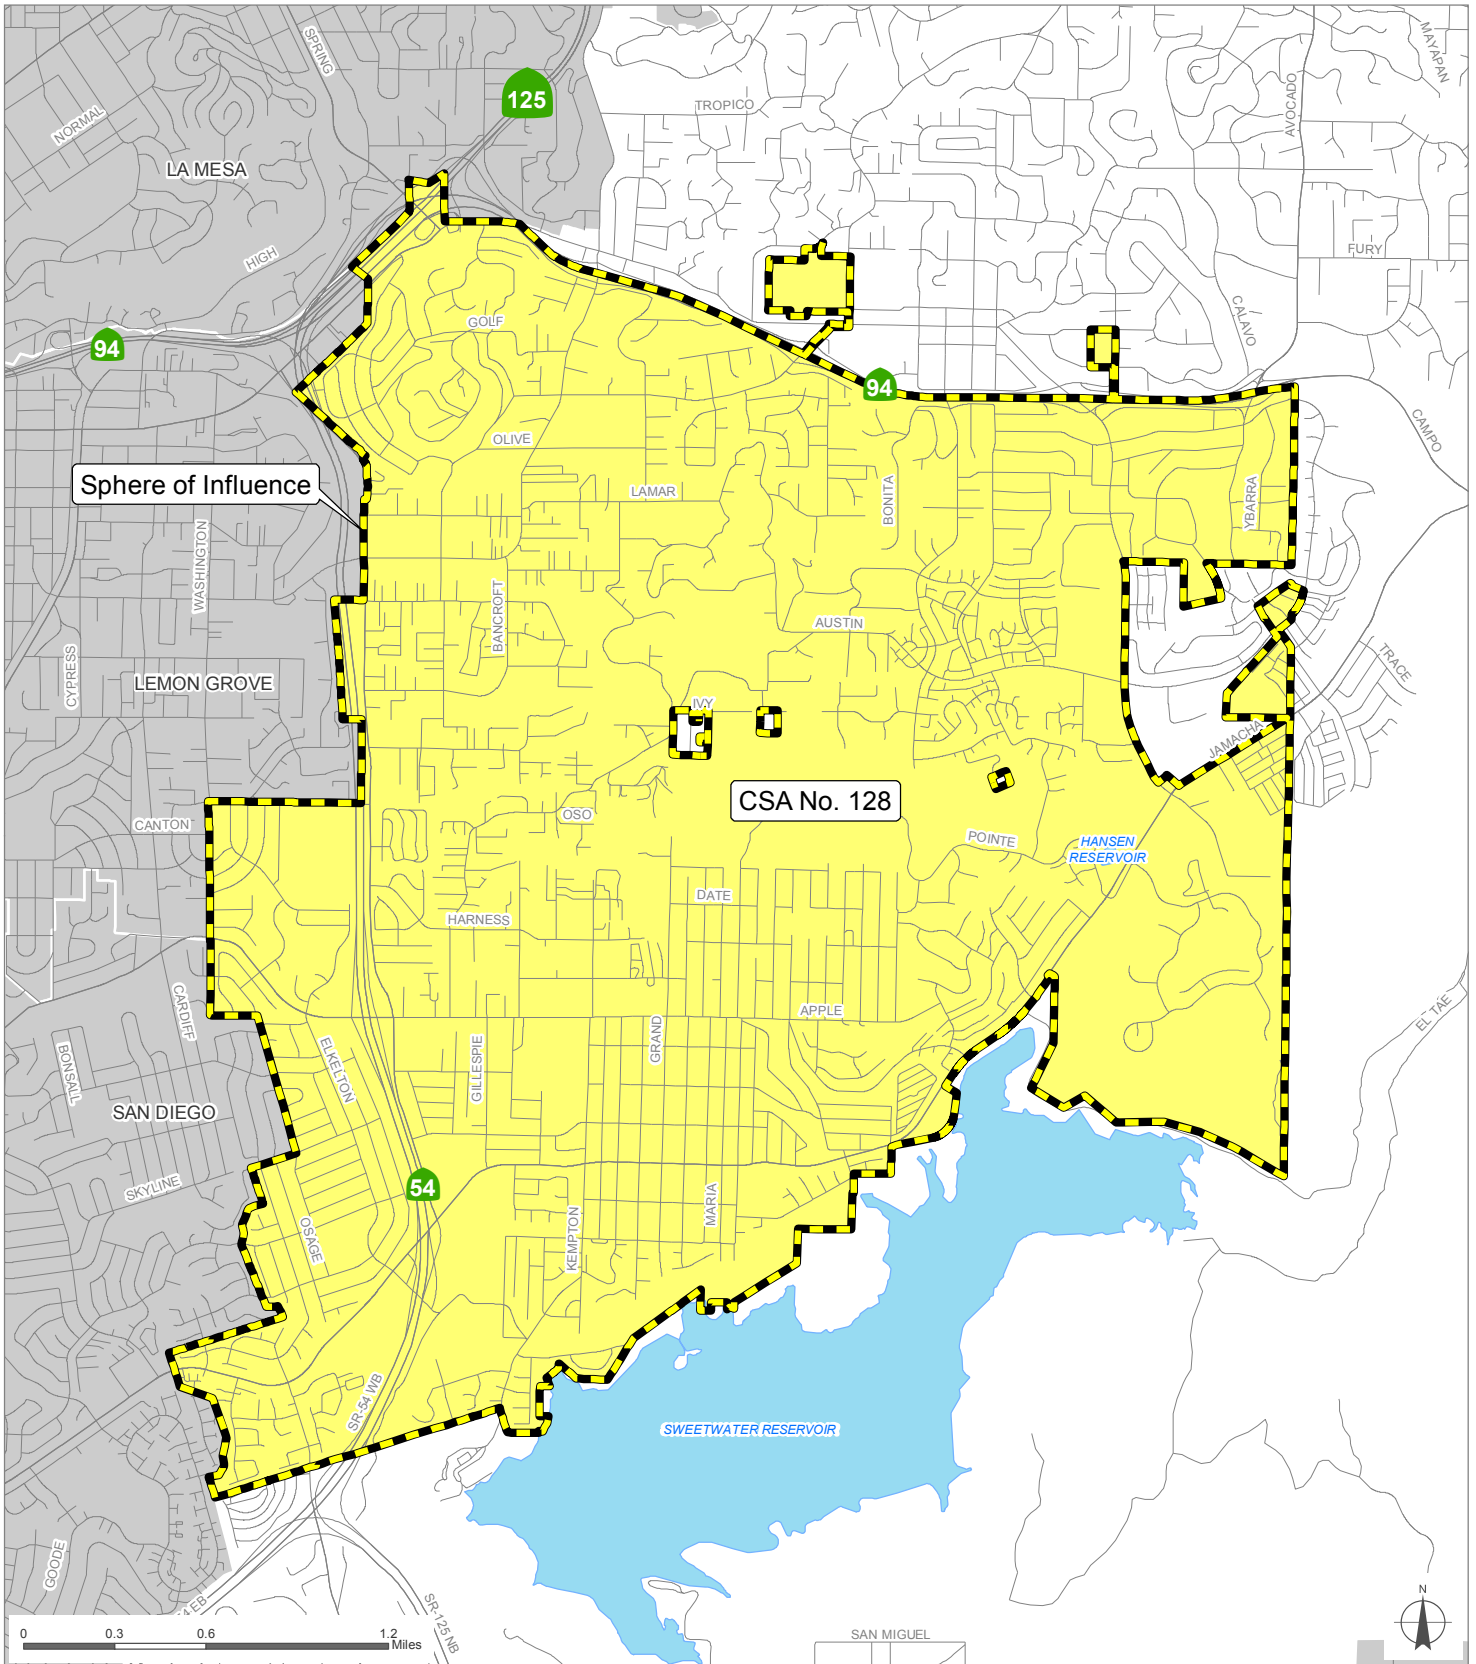 SPRING
MAYAPAN
125
TROPICO
AVOCADO
NORMAL
LA MESA
HIGH
FURY
GOLF
CALAVO
94
94
CAMPO
OLIVE
Sphere of Influence
LAMAR
BONITA
YBARRA
WASHINGTON
BANCROFT
AUSTIN
CYPRESS
TRACE
LEMON GROVE
IVY
JAMACHA
CSA No. 128
OSO
CANTON
POINTE
HANSEN
RESERVOIR
DATE
HARNESS
CARDIFF
APPLE
EL TAE
GRAND
ELKELTON
GILLESPIE
BONSALL
SAN DIEGO
SKYLINE
54
MARIA
OSAGE
KEMPTON
SR-54 WB
SWEETWATER RESERVOIR
GOODE
4 EB
SR-125 NB
N
SAN MIGUEL
0 0.3 0.6 1.2
Miles